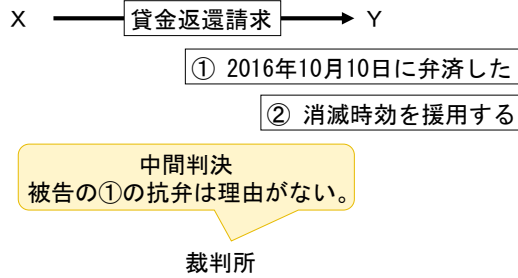 X 貸金返還請求 Y
① 2016年10月10日に弁済した
② 消滅時効を援用する
中間判決
被告の①の抗弁は理由がない。
裁判所